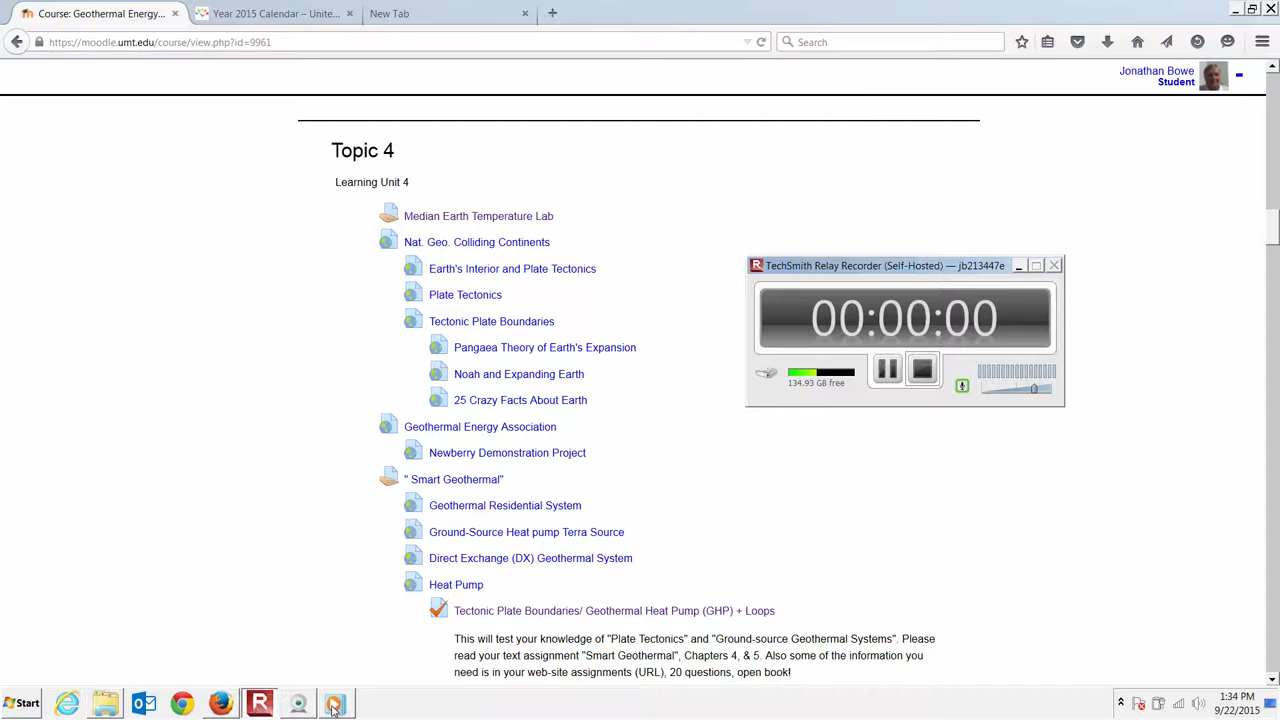 Course: Geothermal Energy...
Year 2015 Calendar – Unite...
New Tab
https://moodle.umt.edu/course/view.php?id=9961
Search
Jonathan Bowe
Student
Topic 4
Learning Unit 4
Median Earth Temperature Lab
Nat. Geo. Colliding Continents
Earth's Interior and Plate Tectonics
Plate Tectonics
Tectonic Plate Boundaries
Pangaea Theory of Earth's Expansion
Noah and Expanding Earth
25 Crazy Facts About Earth
Geothermal Energy Association
Newberry Demonstration Project
" Smart Geothermal"
Geothermal Residential System
Ground-Source Heat pump Terra Source
Direct Exchange (DX) Geothermal System
Heat Pump
Tectonic Plate Boundaries/ Geothermal Heat Pump (GHP) + Loops
This will test your knowledge of "Plate Tectonics" and "Ground-source Geothermal Systems". Please
read your text assignment "Smart Geothermal", Chapters 4, & 5. Also some of the information you
need is in your web-site assignments (URL), 20 questions, open book!
TechSmith Relay Recorder (Self-Hosted) — jb213447e
00:00:00
134.93 GB free
Start
1:34 PM
9/22/2015